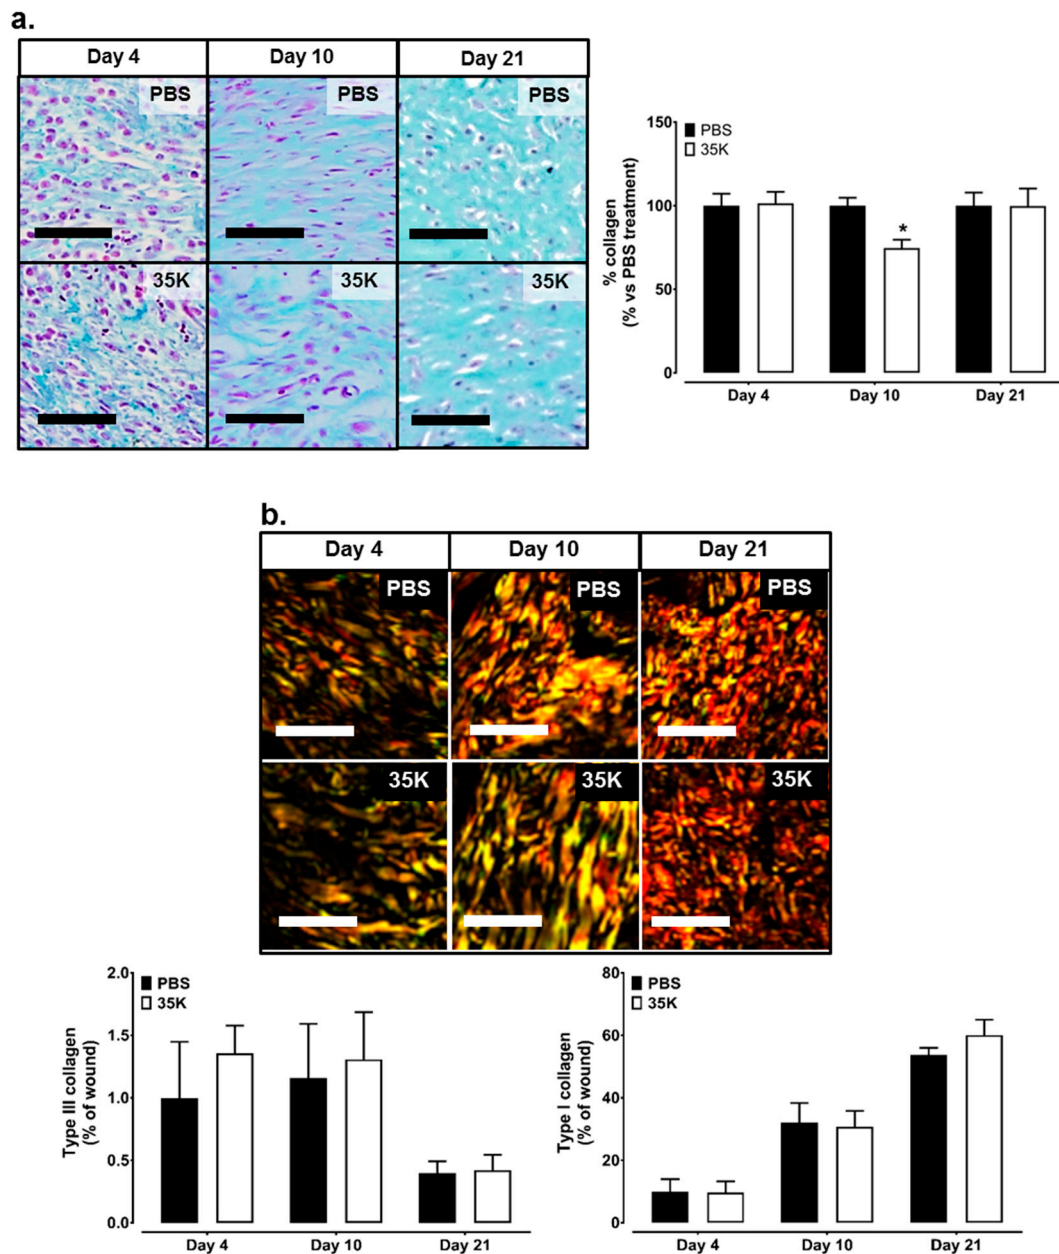 a.
Day 4 Day 10 Day 21
PBS PBS PBS
35K 35K 35K
150
100
50
0
% collagen
(% vs PBS treatment)
PBS
35K
*
Day 4 Day 10 Day 21
b.
Day 4 Day 10 Day 21
PBS PBS PBS
35K 35K 35K
2.0
1.5
1.0
0.5
0.0
Type III collagen
(% of wound)
PBS
35K
Day 4 Day 10 Day 21
80
60
40
20
0
Type I collagen
(% of wound)
PBS
35K
Day 4 Day 10 Day 21